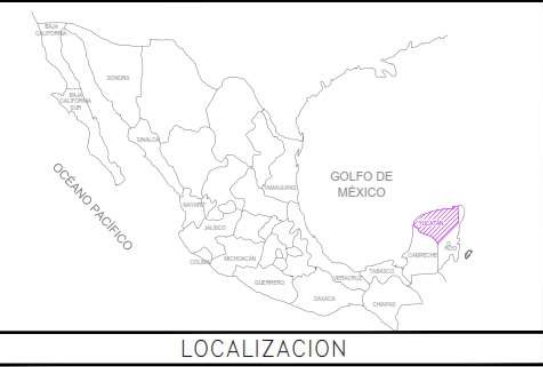 BAJA
CALIFORNIA
SONORA
BAJA
CALIFORNIA
SUR
SINALOA
OCÉANO PACÍFICO
GOLFO DE
MÉXICO
TAMAULIPAS
NAYARIT
JALISCO
COLIMA
MICHOACÁN
GUERRERO
OAXACA
VERACRUZ
TABASCO
CHIAPAS
CAMPECHE
YUCATÁN
LOCALIZACION